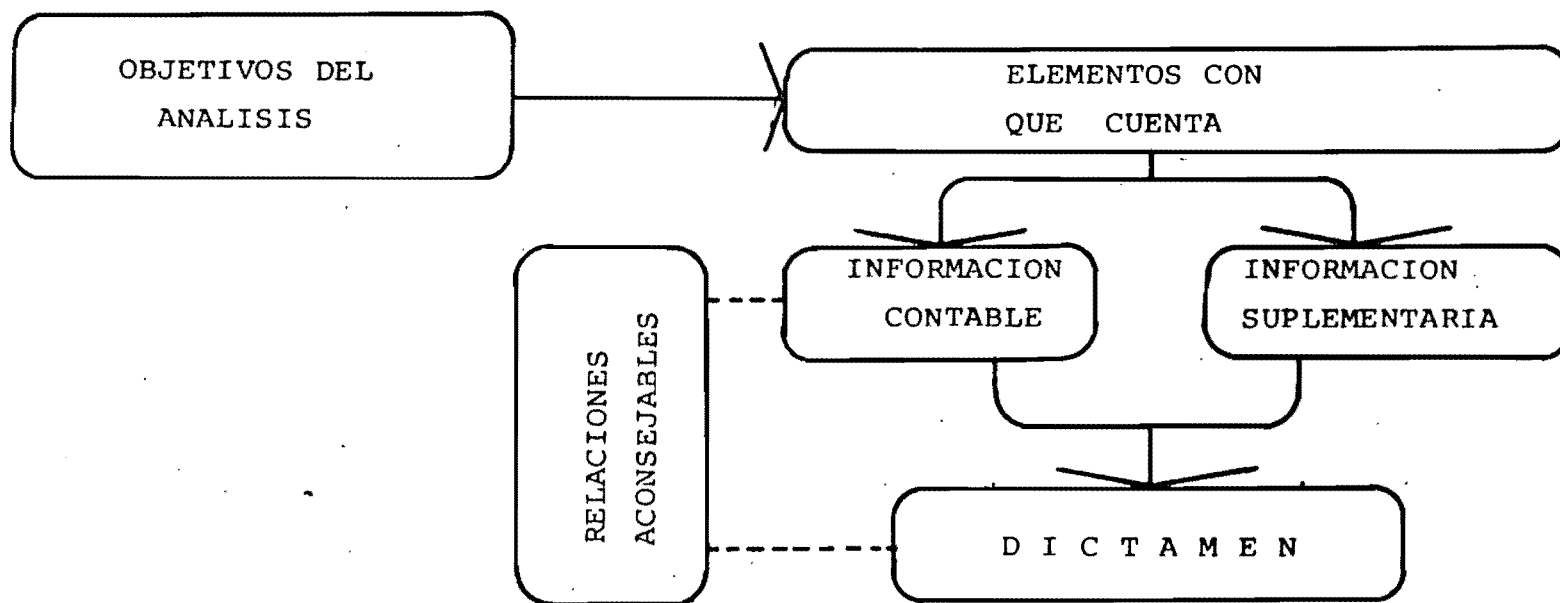 OBJETIVOS DEL
ANALISIS
ELEMENTOS CON
QUE CUENTA
INFORMACION
CONTABLE
INFORMACION
SUPLEMENTARIA
RELACIONES
ACONSEJABLES
D I C T A M E N